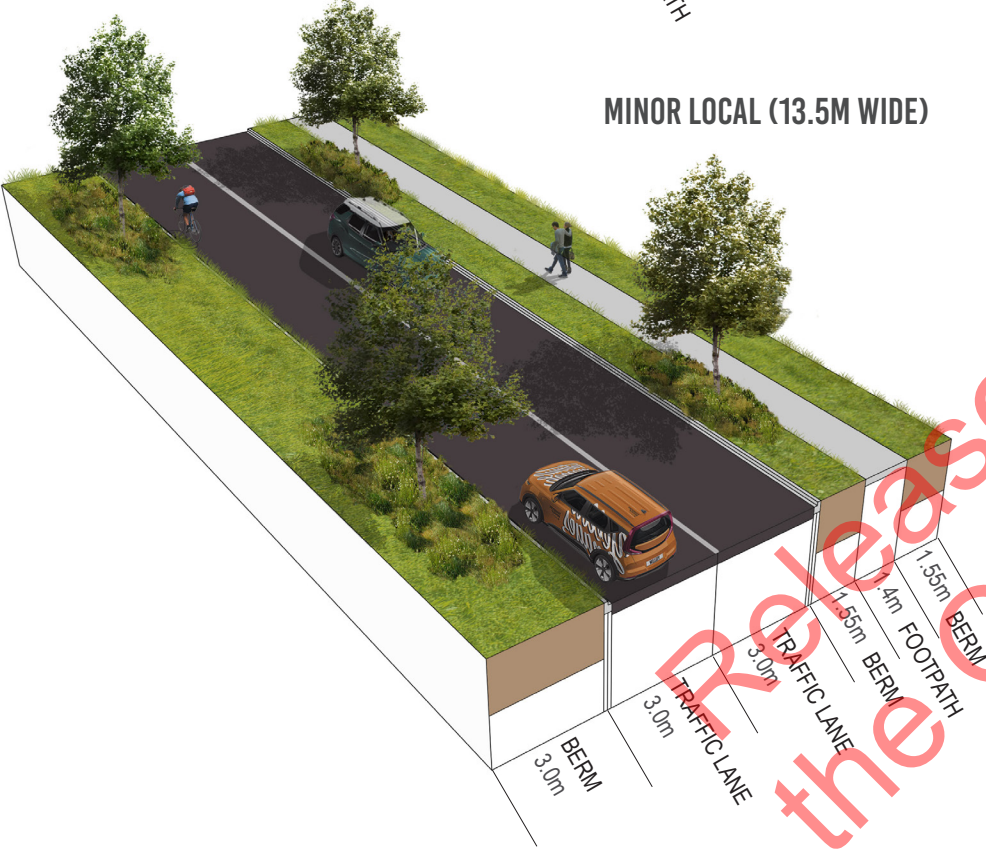 TH
MINOR LOCAL (13.5M WIDE)
1.55m BERM
1.4m FOOTPATH
1.55m BERM
3.0m TRAFFIC LANE
3.0m TRAFFIC LANE
3.0m BERM
Release
the